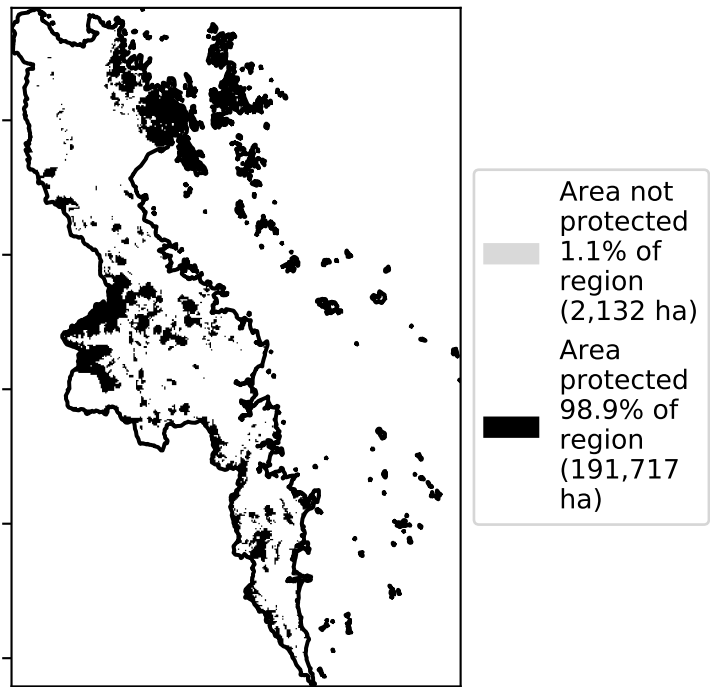 Area not
protected
1.1% of
region
(2,132 ha)
Area
protected
98.9% of
region
(191,717
ha)